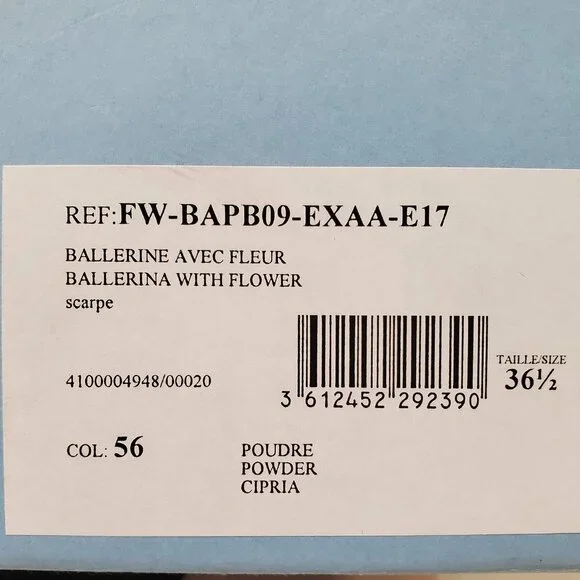 REF:FW-BAPB09-EXAA-E17
BALLERINE AVEC FLEUR
BALLERINA WITH FLOWER
scarpe
TAILLE/SIZE
36½
4100004948/00020
3 612452 292390
COL: 56
POUDRE
POWDER
CIPRIA